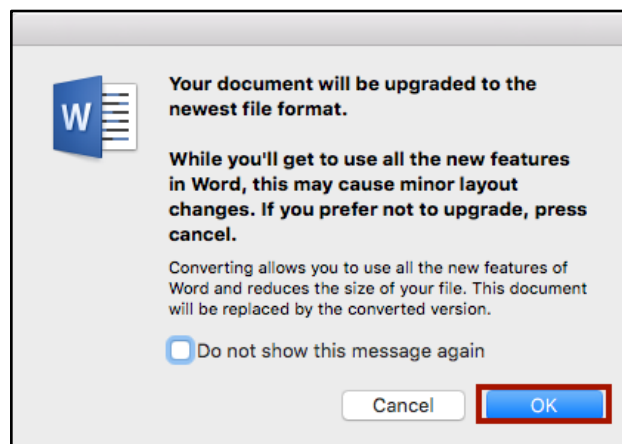 W
Your document will be upgraded to the
newest file format.
While you'll get to use all the new features
in Word, this may cause minor layout
changes. If you prefer not to upgrade, press
cancel.
Converting allows you to use all the new features of
Word and reduces the size of your file. This document
will be replaced by the converted version.
Do not show this message again
Cancel OK